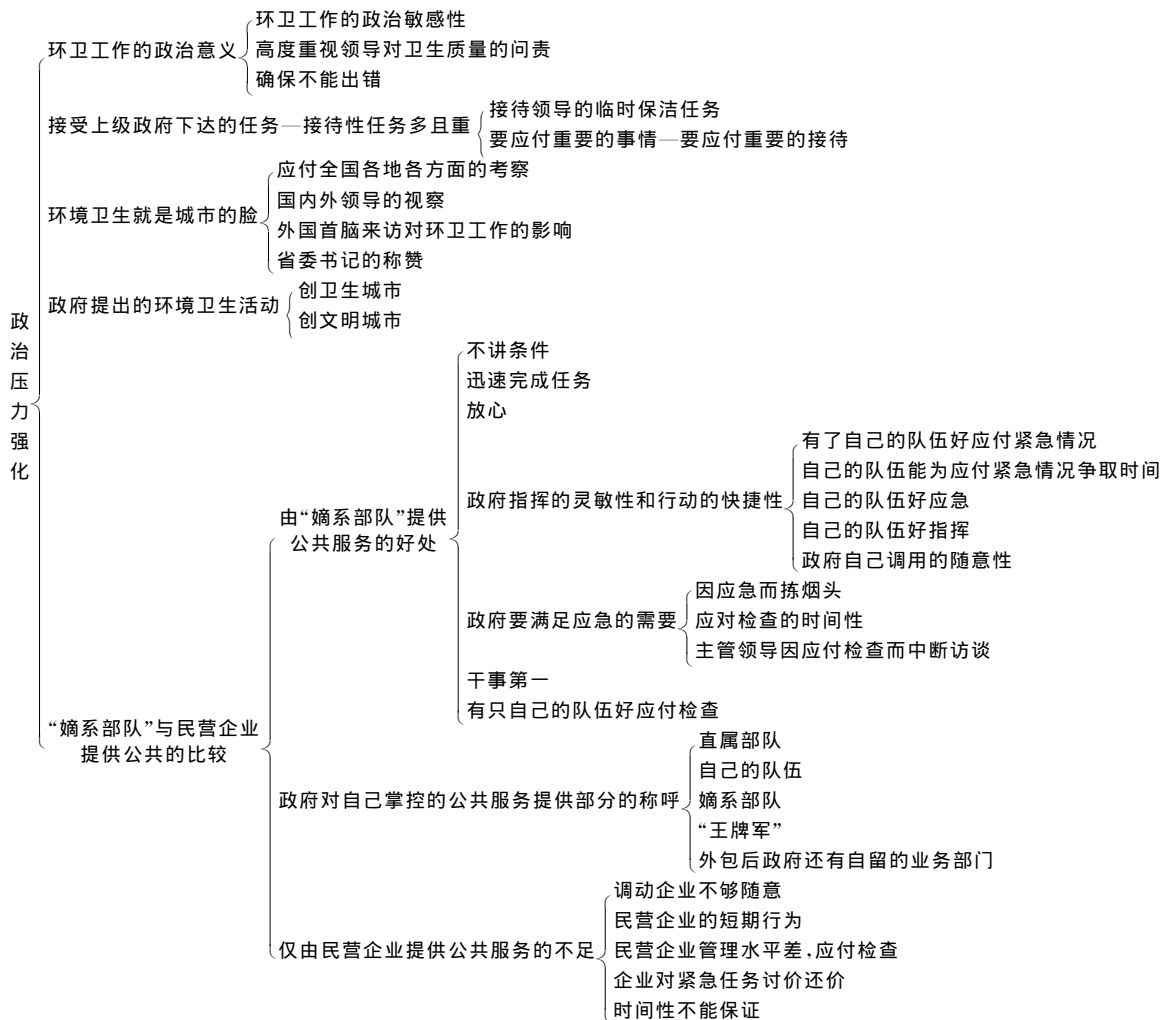 环卫工作的政治敏感性
环卫工作的政治意义
高度重视领导对卫生质量的问责
确保不能出错
接待领导的临时保洁任务
接受上级政府下达的任务—接待性任务多且重
要应付重要的事情—要应付重要的接待
应付全国各地各方面的考察
国内外领导的视察
环境卫生就是城市的脸
外国首脑来访对环卫工作的影响
省委书记的称赞
创卫生城市
政府提出的环境卫生活动
创文明城市
政治压力强化
不讲条件
迅速完成任务
放心
有了自己的队伍好应付紧急情况
自己的队伍能为应付紧急情况争取时间
政府指挥的灵敏性和行动的快捷性
自己的队伍好应急
自己的队伍好指挥
政府自己调用的随意性
由“嫡系部队”提供
公共服务的好处
因应急而拣烟头
政府要满足应急的需要
应对检查的时间性
主管领导因应付检查而中断访谈
干事第一
有只自己的队伍好应付检查
“嫡系部队”与民营企业
提供公共的比较
直属部队
自己的队伍
政府对自己掌控的公共服务提供部分的称呼
嫡系部队
“王牌军”
外包后政府还有自留的业务部门
调动企业不够随意
民营企业的短期行为
仅由民营企业提供公共服务的不足
民营企业管理水平差,应付检查
企业对紧急任务讨价还价
时间性不能保证